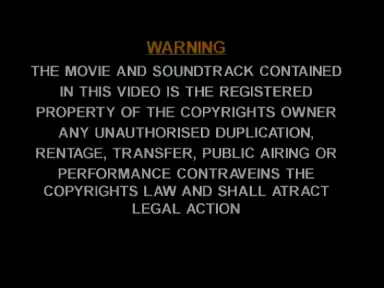 WARNING
THE MOVIE AND SOUNDTRACK CONTAINED
IN THIS VIDEO IS THE REGISTERED
PROPERTY OF THE COPYRIGHTS OWNER
ANY UNAUTHORISED DUPLICATION,
RENTAGE, TRANSFER, PUBLIC AIRING OR
PERFORMANCE CONTRAVEINS THE
COPYRIGHTS LAW AND SHALL ATRACT
LEGAL ACTION